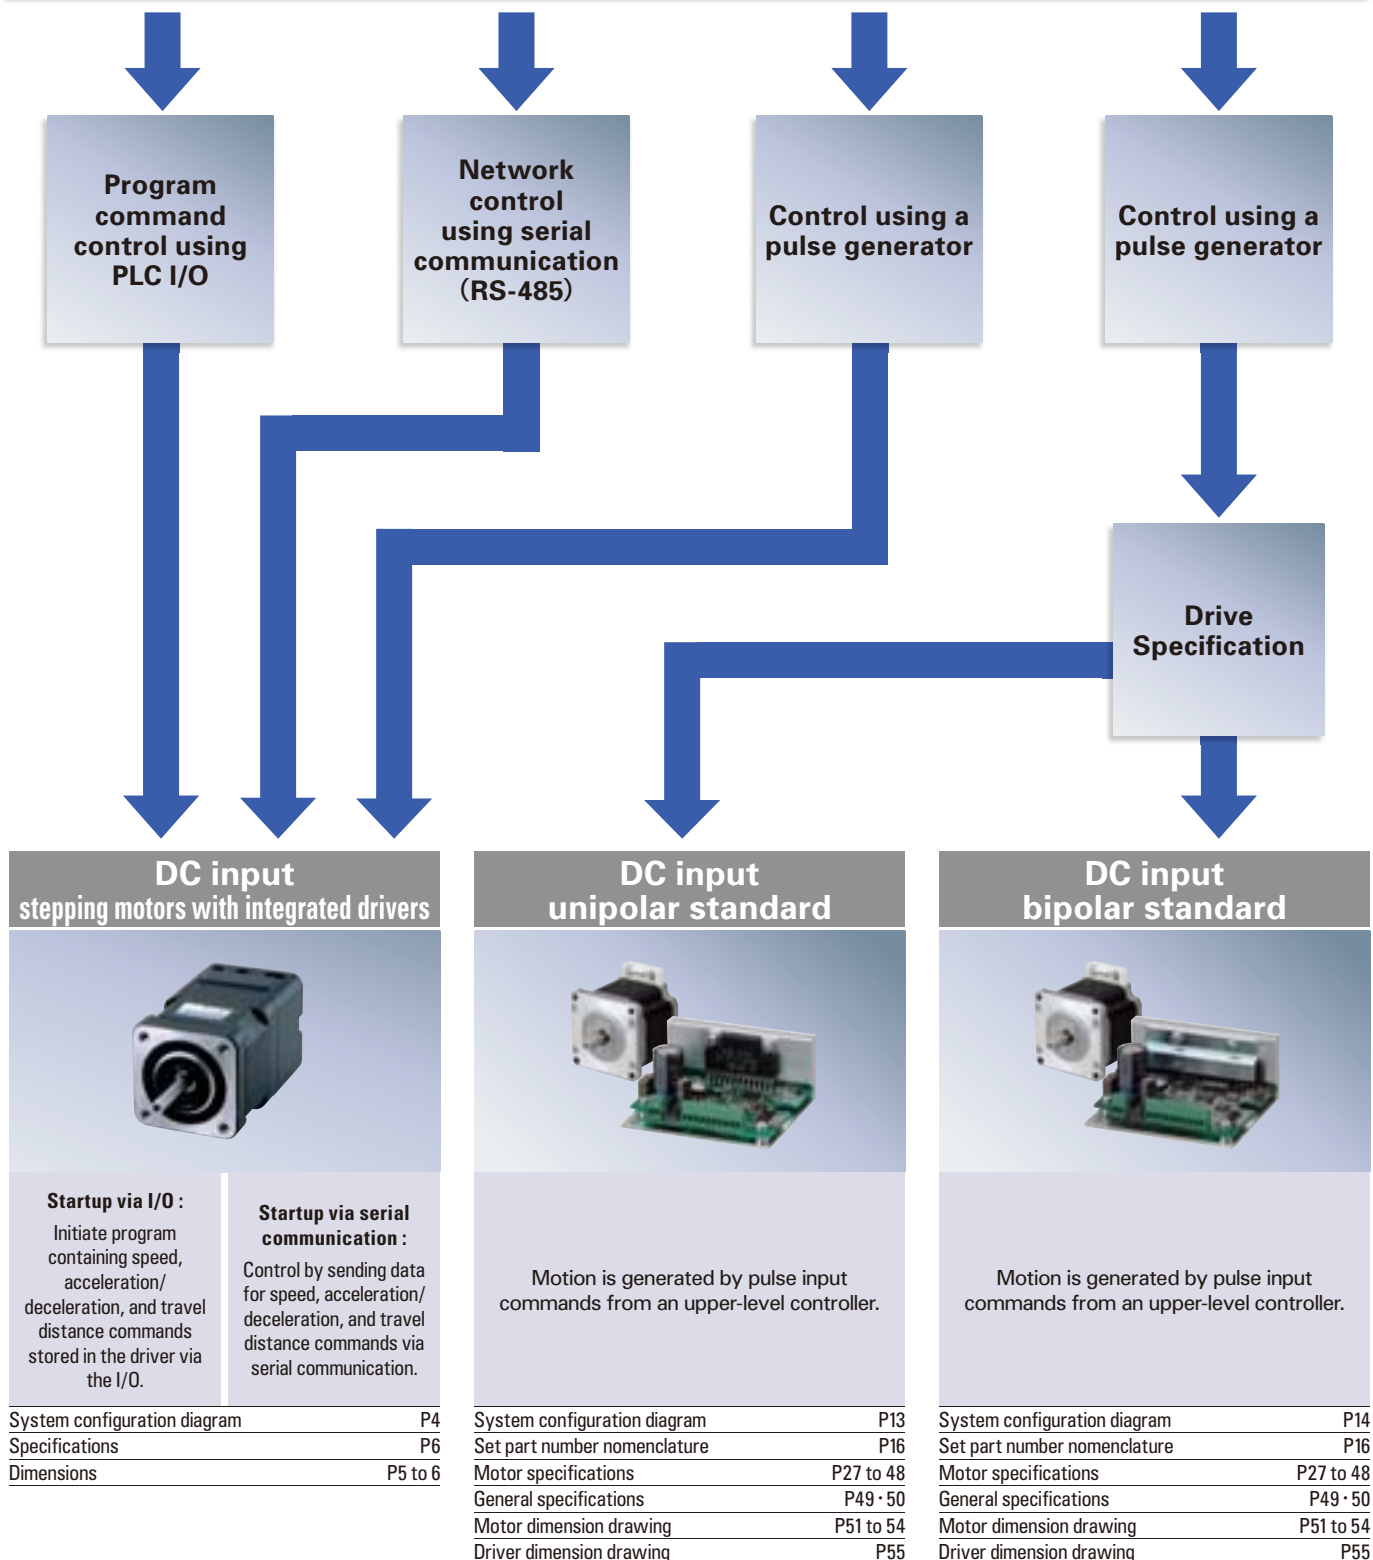 Program
command
control using
PLC I/O
Network
control
using serial
communication
(RS-485)
Control using a
pulse generator
Control using a
pulse generator
Drive
Specification
DC input
stepping motors with integrated drivers
Startup via I/O :
Initiate program
containing speed,
acceleration/
deceleration, and travel
distance commands
stored in the driver via
the I/O.
Startup via serial
communication :
Control by sending data
for speed, acceleration/
deceleration, and travel
distance commands via
serial communication.
System configuration diagram P4
Specifications P6
Dimensions P5 to 6
DC input
unipolar standard
Motion is generated by pulse input
commands from an upper-level controller.
System configuration diagram P13
Set part number nomenclature P16
Motor specifications P27 to 48
General specifications P49・50
Motor dimension drawing P51 to 54
Driver dimension drawing P55
DC input
bipolar standard
Motion is generated by pulse input
commands from an upper-level controller.
System configuration diagram P14
Set part number nomenclature P16
Motor specifications P27 to 48
General specifications P49・50
Motor dimension drawing P51 to 54
Driver dimension drawing P55